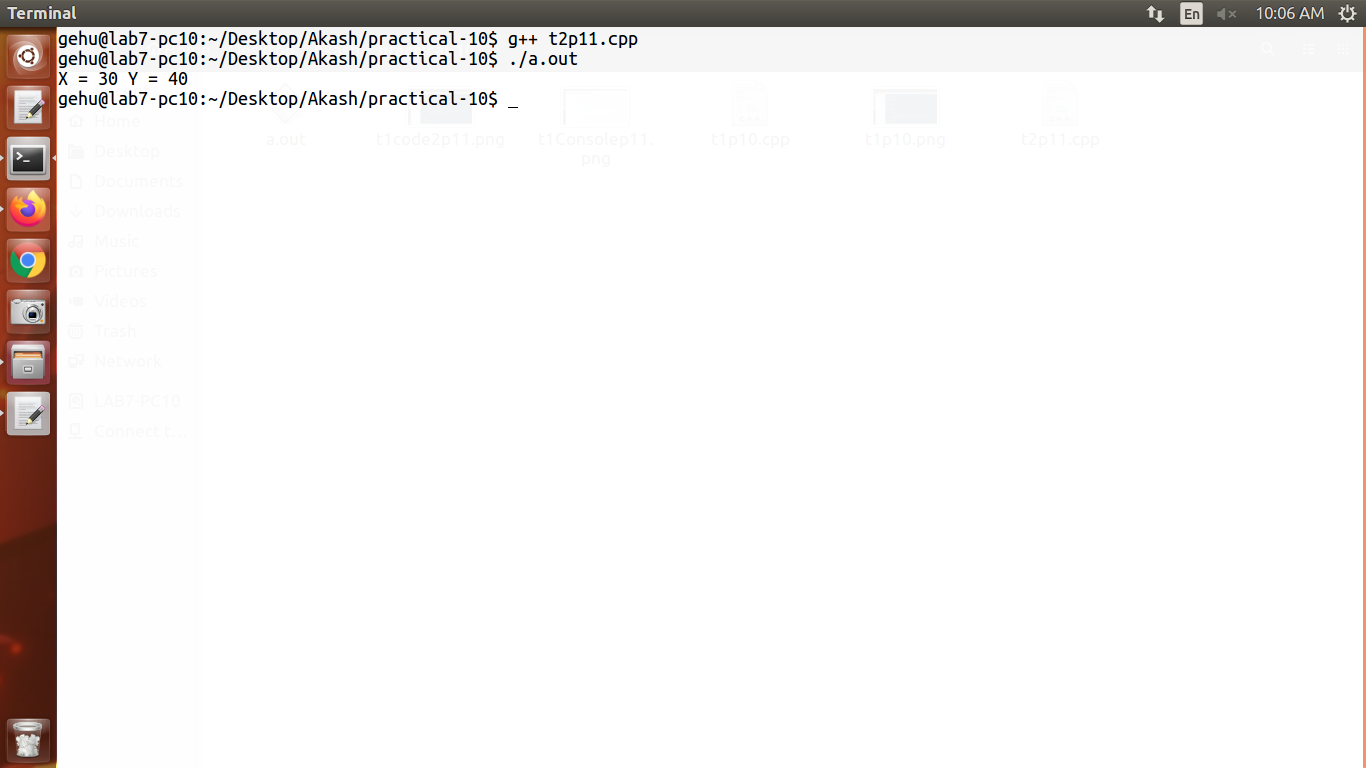 Terminal
En
10:06 AM
gehu@lab7-pc10:~/Desktop/Akash/practical-10$ g++ t2p11.cpp
gehu@lab7-pc10:~/Desktop/Akash/practical-10$ ./a.out
X = 30 Y = 40
gehu@lab7-pc10:~/Desktop/Akash/practical-10$ _
Home
Desktop
Documents
Downloads
Music
Pictures
Videos
Trash
Network
LAB7-PC10
Connect t...
a.out
t1code2p11.png
t1Consolep11.
png
t1p10.cpp
t1p10.png
t2p11.cpp